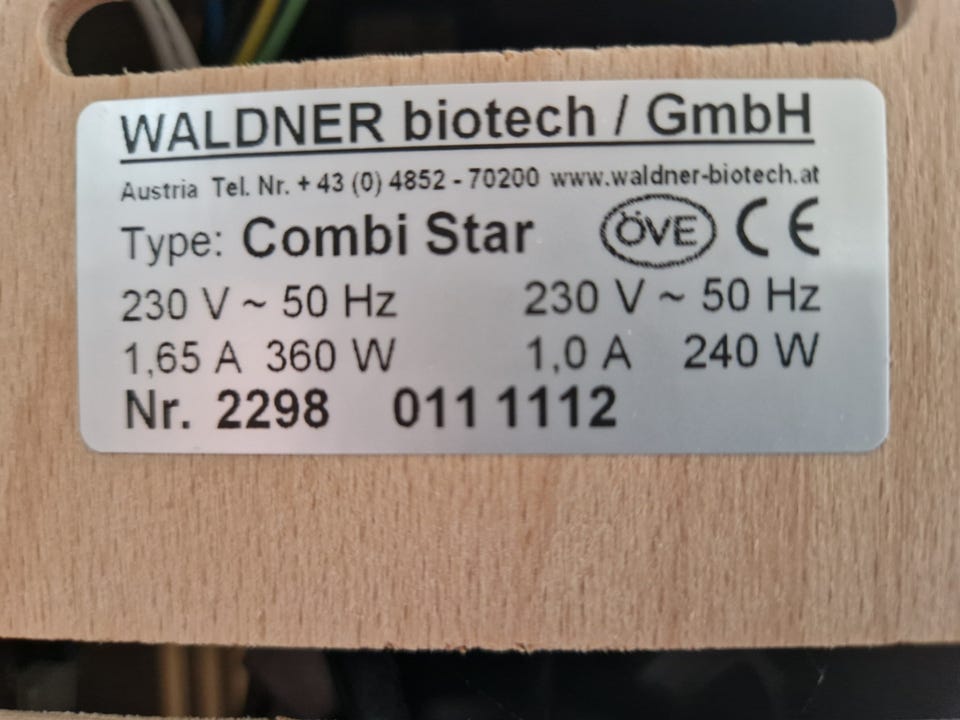 WALDNER biotech / GmbH
Austria Tel. Nr. + 43 (0) 4852 - 70200 www.waldner-biotech.at
Type: Combi Star ÖVE CE
230 V ~ 50 Hz 230 V ~ 50 Hz
1,65 A 360 W 1,0 A 240 W
Nr. 2298 011 1112